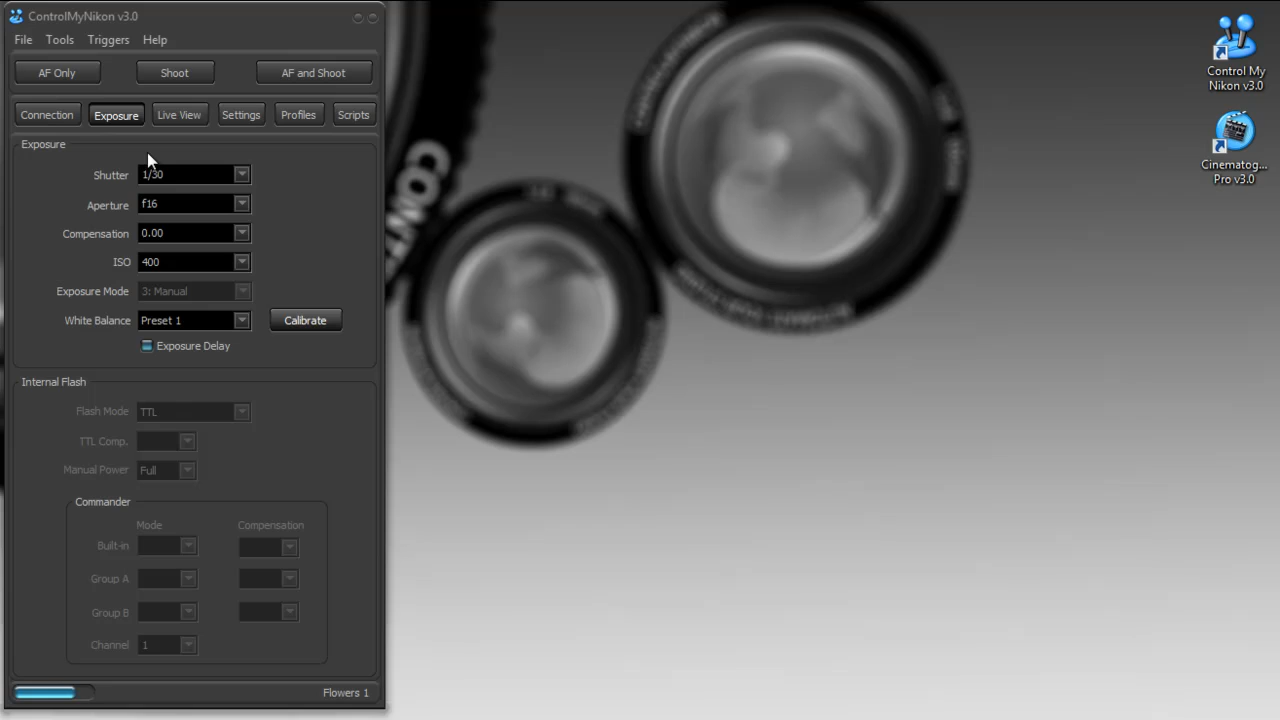 ControlMyNikon v3.0
File Tools Triggers Help
AF Only Shoot AF and Shoot
Connection Exposure Live View Settings Profiles Scripts
Exposure
Shutter 1/30
Aperture f16
Compensation 0.00
ISO 400
Exposure Mode 3: Manual
White Balance Preset 1 Calibrate
Exposure Delay
Internal Flash
Flash Mode TTL
TTL Comp.
Manual Power Full
Commander
Mode Compensation
Built-in
Group A
Group B
Channel 1
Flowers 1
CONT
Control My
Nikon v3.0
Cinematog...
Pro v3.0